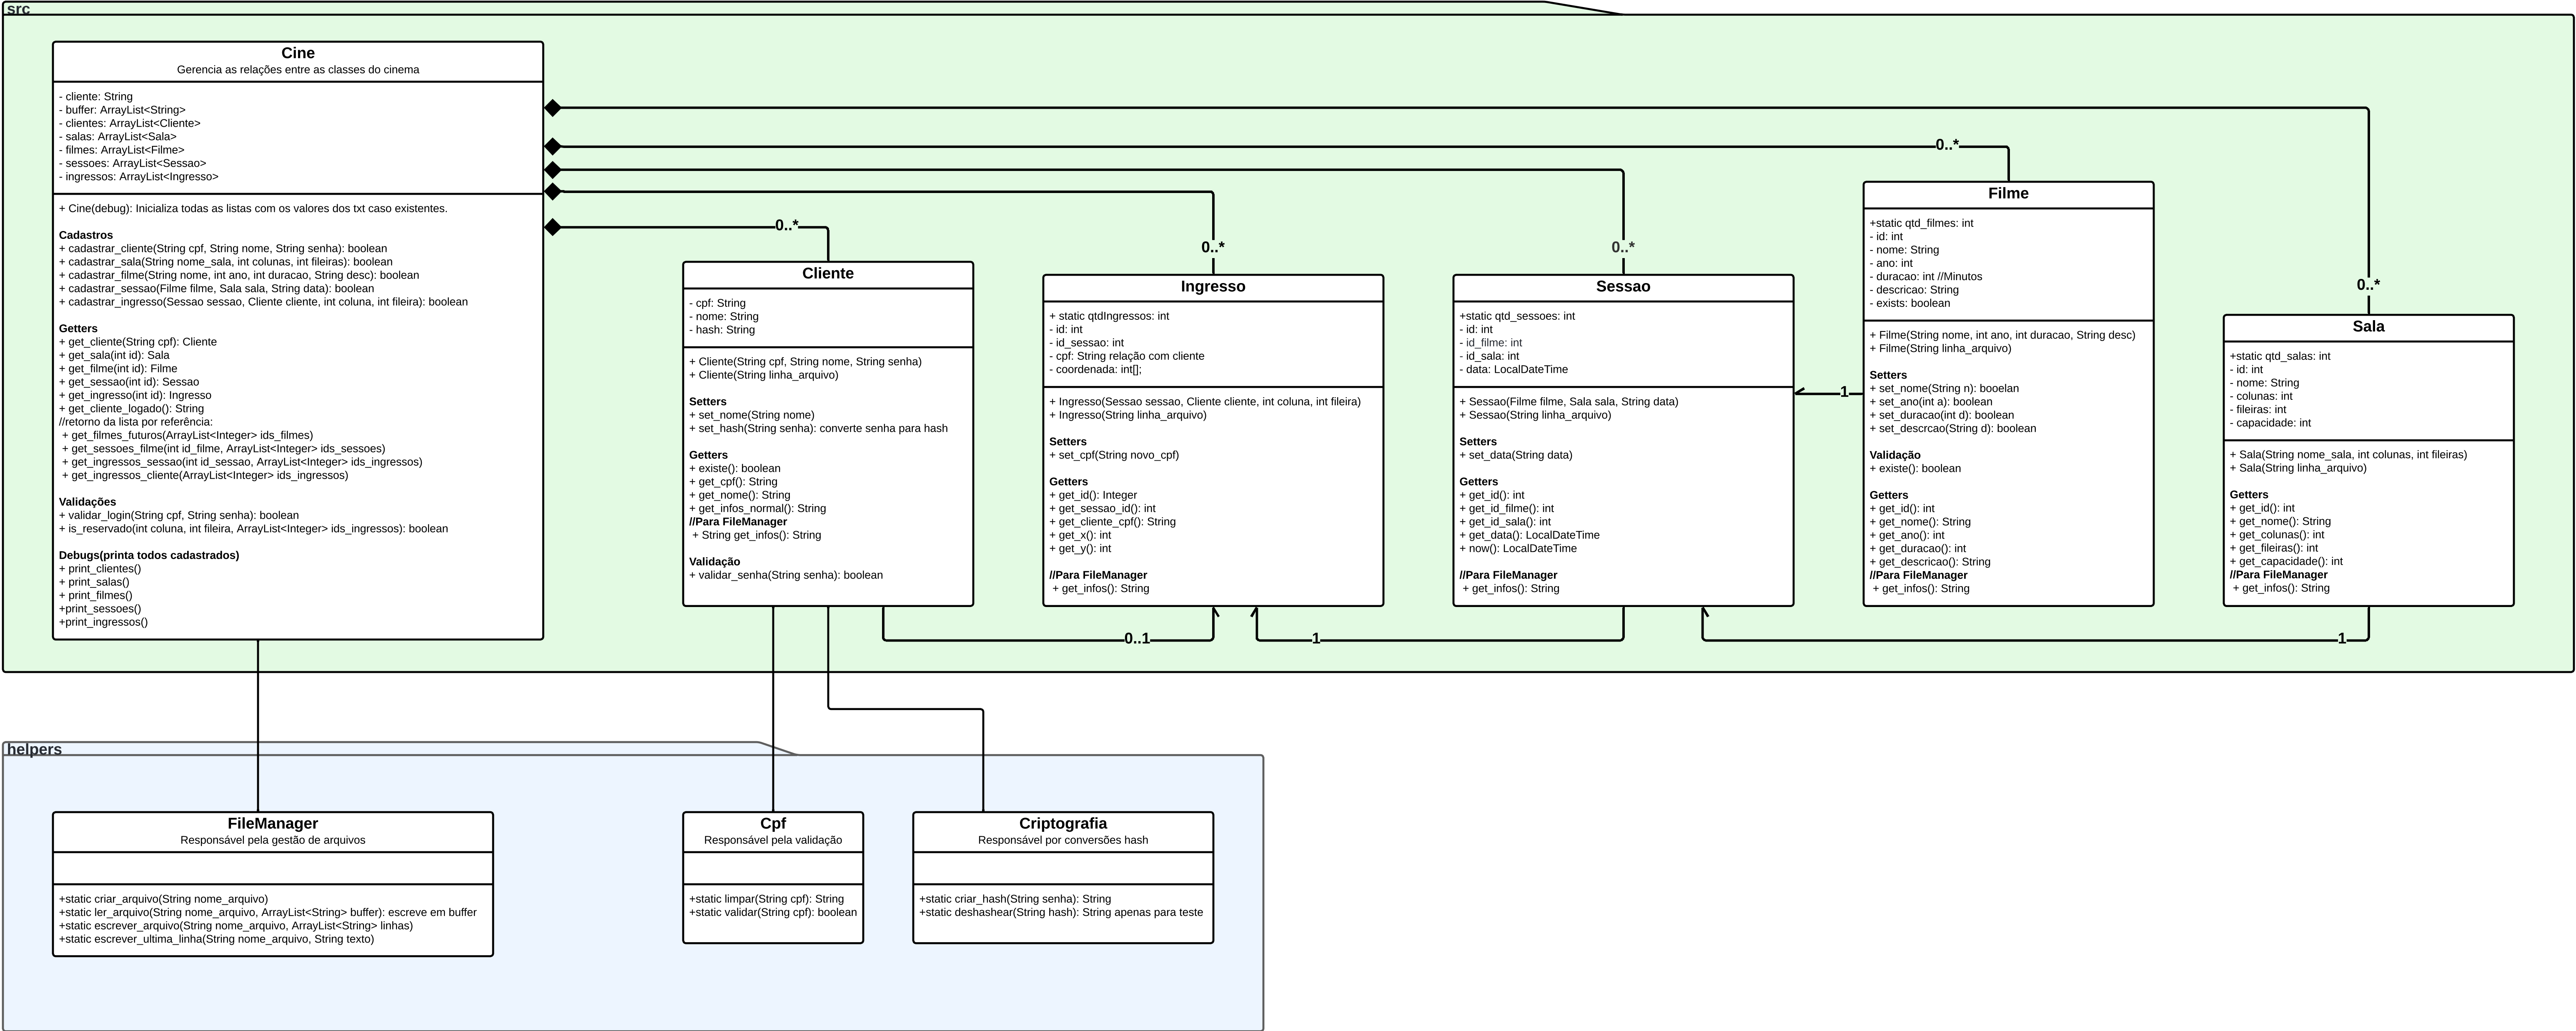 src
Cine
Gerencia as relações entre as classes do cinema
- cliente: String
- buffer: ArrayList<String>
- clientes: ArrayList<Cliente>
- salas: ArrayList<Sala>
- filmes: ArrayList<Filme>
- sessoes: ArrayList<Sessao>
- ingressos: ArrayList<Ingresso>
+ Cine(debug): Inicializa todas as listas com os valores dos txt caso existentes.
Cadastros
+ cadastrar_cliente(String cpf, String nome, String senha): boolean
+ cadastrar_sala(String nome_sala, int colunas, int fileiras): boolean
+ cadastrar_filme(String nome, int ano, int duracao, String desc): boolean
+ cadastrar_sessao(Filme filme, Sala sala, String data): boolean
+ cadastrar_ingresso(Sessao sessao, Cliente cliente, int coluna, int fileira): boolean
Getters
+ get_cliente(String cpf): Cliente
+ get_sala(int id): Sala
+ get_filme(int id): Filme
+ get_sessao(int id): Sessao
+ get_ingresso(int id): Ingresso
+ get_cliente_logado(): String
//retorno da lista por referência:
+ get_filmes_futuros(ArrayList<Integer> ids_filmes)
+ get_sessoes_filme(int id_filme, ArrayList<Integer> ids_sessoes)
+ get_ingressos_sessao(int id_sessao, ArrayList<Integer> ids_ingressos)
+ get_ingressos_cliente(ArrayList<Integer> ids_ingressos)
Validações
+ validar_login(String cpf, String senha): boolean
+ is_reservado(int coluna, int fileira, ArrayList<Integer> ids_ingressos): boolean
Debugs(printa todos cadastrados)
+ print_clientes()
+ print_salas()
+ print_filmes()
+print_sessoes()
+print_ingressos()
0..*
0..*
0..*
0..*
0..*
Cliente
- cpf: String
- nome: String
- hash: String
+ Cliente(String cpf, String nome, String senha)
+ Cliente(String linha_arquivo)
Setters
+ set_nome(String nome)
+ set_hash(String senha): converte senha para hash
Getters
+ existe(): boolean
+ get_cpf(): String
+ get_nome(): String
+ get_infos_normal(): String
//Para FileManager
+ String get_infos(): String
Validação
+ validar_senha(String senha): boolean
Ingresso
+ static qtdIngressos: int
- id: int
- id_sessao: int
- cpf: String relação com cliente
- coordenada: int[];
+ Ingresso(Sessao sessao, Cliente cliente, int coluna, int fileira)
+ Ingresso(String linha_arquivo)
Setters
+ set_cpf(String novo_cpf)
Getters
+ get_id(): Integer
+ get_sessao_id(): int
+ get_cliente_cpf(): String
+ get_x(): int
+ get_y(): int
//Para FileManager
+ get_infos(): String
Sessao
+static qtd_sessoes: int
- id: int
- id_filme: int
- id_sala: int
- data: LocalDateTime
+ Sessao(Filme filme, Sala sala, String data)
+ Sessao(String linha_arquivo)
Setters
+ set_data(String data)
Getters
+ get_id(): int
+ get_id_filme(): int
+ get_id_sala(): int
+ get_data(): LocalDateTime
+ now(): LocalDateTime
//Para FileManager
+ get_infos(): String
1
Filme
+static qtd_filmes: int
- id: int
- nome: String
- ano: int
- duracao: int //Minutos
- descricao: String
- exists: boolean
+ Filme(String nome, int ano, int duracao, String desc)
+ Filme(String linha_arquivo)
Setters
+ set_nome(String n): booelan
+ set_ano(int a): boolean
+ set_duracao(int d): boolean
+ set_descrcao(String d): boolean
Validação
+ existe(): boolean
Getters
+ get_id(): int
+ get_nome(): String
+ get_ano(): int
+ get_duracao(): int
+ get_descricao(): String
//Para FileManager
+ get_infos(): String
Sala
+static qtd_salas: int
- id: int
- nome: String
- colunas: int
- fileiras: int
- capacidade: int
+ Sala(String nome_sala, int colunas, int fileiras)
+ Sala(String linha_arquivo)
Getters
+ get_id(): int
+ get_nome(): String
+ get_colunas(): int
+ get_fileiras(): int
+ get_capacidade(): int
//Para FileManager
+ get_infos(): String
0..1
1
1
helpers
FileManager
Responsável pela gestão de arquivos
+static criar_arquivo(String nome_arquivo)
+static ler_arquivo(String nome_arquivo, ArrayList<String> buffer): escreve em buffer
+static escrever_arquivo(String nome_arquivo, ArrayList<String> linhas)
+static escrever_ultima_linha(String nome_arquivo, String texto)
Cpf
Responsável pela validação
+static limpar(String cpf): String
+static validar(String cpf): boolean
Criptografia
Responsável por conversões hash
+static criar_hash(String senha): String
+static deshashear(String hash): String apenas para teste